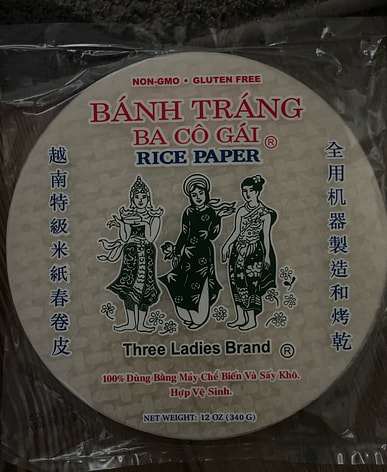 NON-GMO • GLUTEN FREE
BÁNH TRÁNG
BA CÔ GÁI ®
RICE PAPER
越南特級米紙春卷皮
全用机器製造和烤乾
Three Ladies Brand ®
100% Dùng Bằng Máy Chế Biến Và Sấy Khô.
Hợp Vệ Sinh.
NET WEIGHT: 12 OZ (340 G)